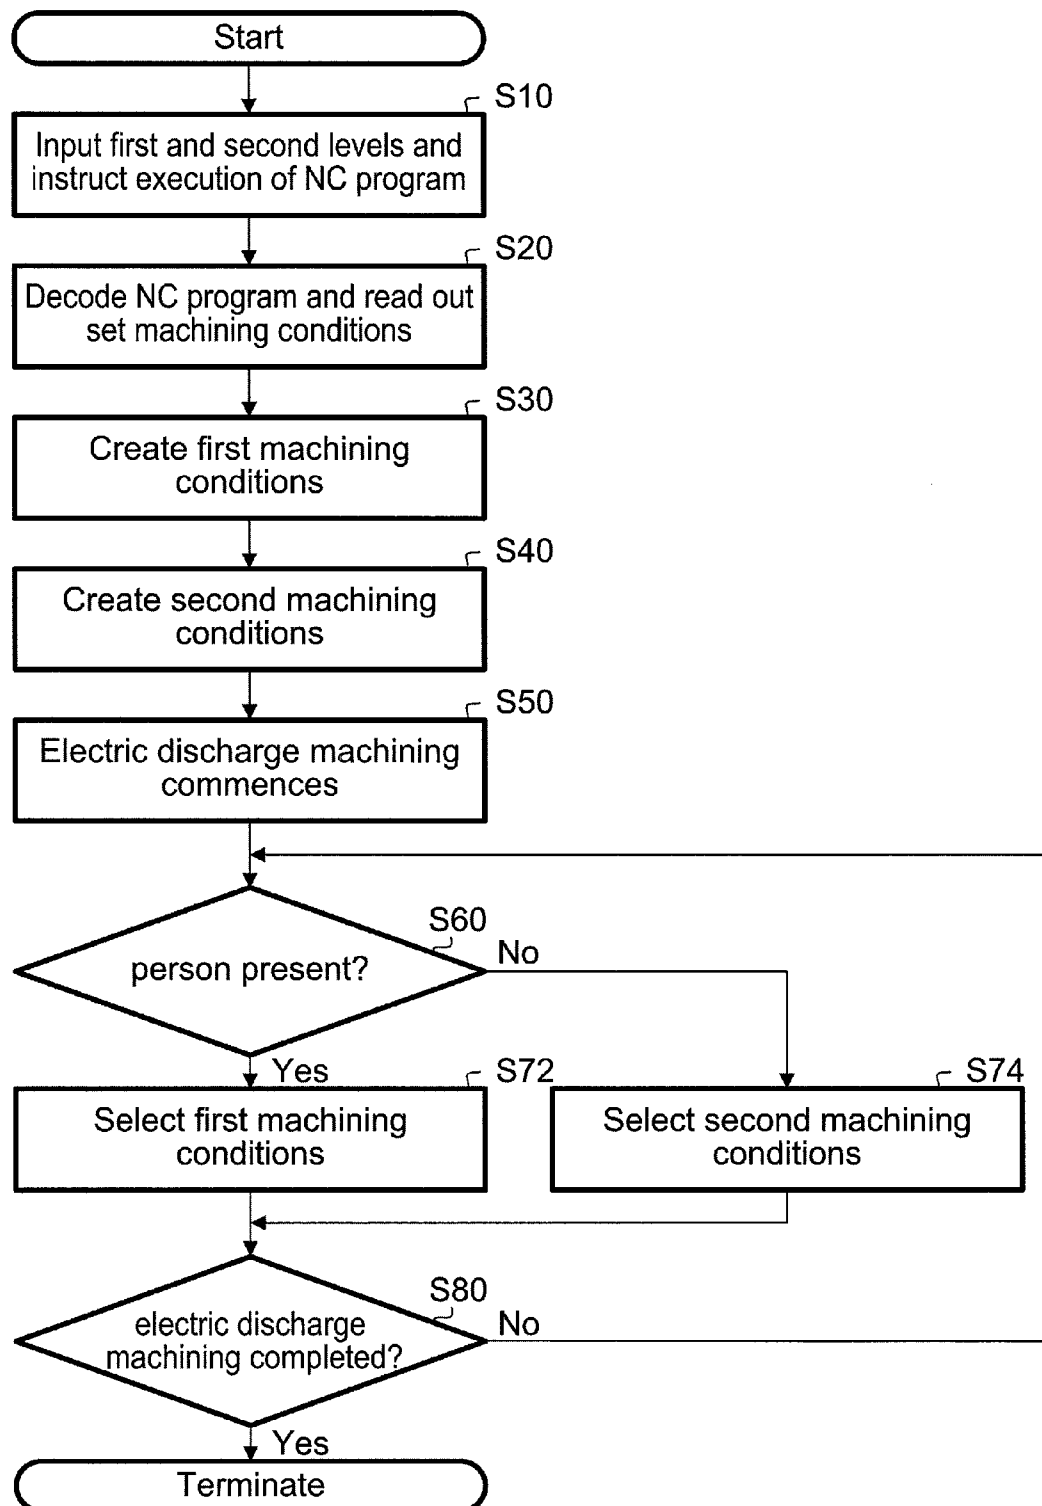 Start
S10
Input first and second levels and
instruct execution of NC program
S20
Decode NC program and read out
set machining conditions
S30
Create first machining
conditions
S40
Create second machining
conditions
S50
Electric discharge machining
commences
S60
person present?
No
Yes
S72
Select first machining
conditions
S74
Select second machining
conditions
S80
electric discharge
machining completed?
No
Yes
Terminate